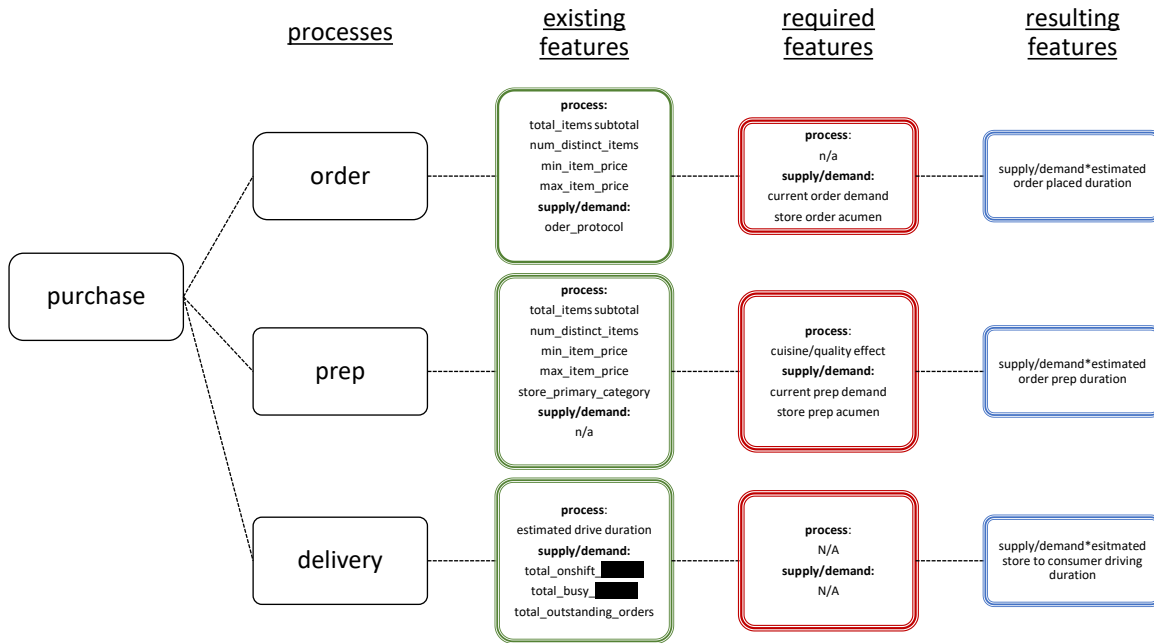 processes
existing
features
required
features
resulting
features
purchase
order
process:
total_items subtotal
num_distinct_items
min_item_price
max_item_price
supply/demand:
oder_protocol
process:
n/a
supply/demand:
current order demand
store order acumen
supply/demand*estimated
order placed duration
prep
process:
total_items subtotal
num_distinct_items
min_item_price
max_item_price
store_primary_category
supply/demand:
n/a
process:
cuisine/quality effect
supply/demand:
current prep demand
store prep acumen
supply/demand*estimated
order prep duration
delivery
process:
estimated drive duration
supply/demand:
total_onshift_
total_busy_
total_outstanding_orders
process:
N/A
supply/demand:
N/A
supply/demand*esitmated
store to consumer driving
duration